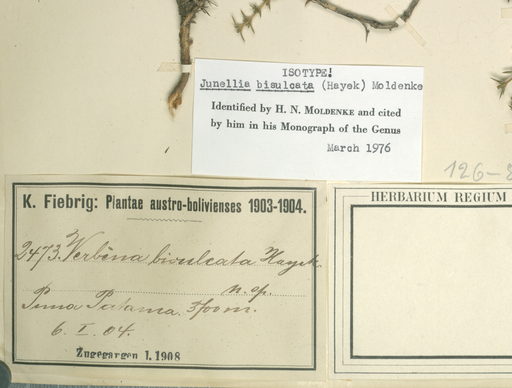 ISOTYPE!
Junellia bisulcata (Hayek) Moldenke
Identified by H. N. MOLDENKE and cited
by him in his Monograph of the Genus
March 1976
126-8
K. Fiebrig: Plantae austro-bolivienses 1903-1904.
2473. Verbena bisulcata Hayek
n. sp.
Puna Patanca. 3700 m.
6. I. 04.
Zugegangen I. 1908
HERBARIUM REGIUM